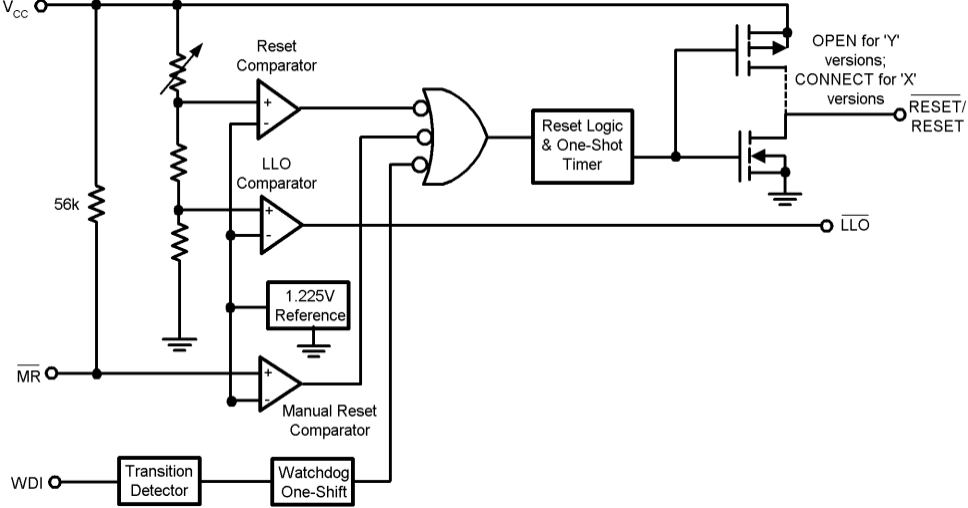 VCC
Reset
Comparator
+
-
LLO
Comparator
+
-
56k
1.225V
Reference
MR
+
-
Manual Reset
Comparator
WDI
Transition
Detector
Watchdog
One-Shift
Reset Logic
& One-Shot
Timer
OPEN for 'Y'
versions;
CONNECT for 'X'
versions
RESET/
RESET
LLO